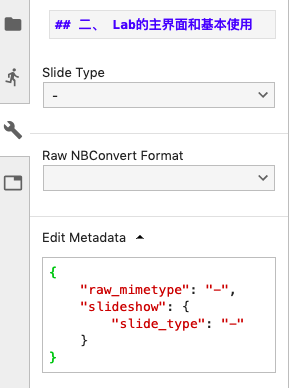 ## 二、 Lab的主界面和基本使用
Slide Type
-
Raw NBConvert Format
Edit Metadata
{
    "raw_mimetype": "-",
    "slideshow": {
        "slide_type": "-"
    }
}